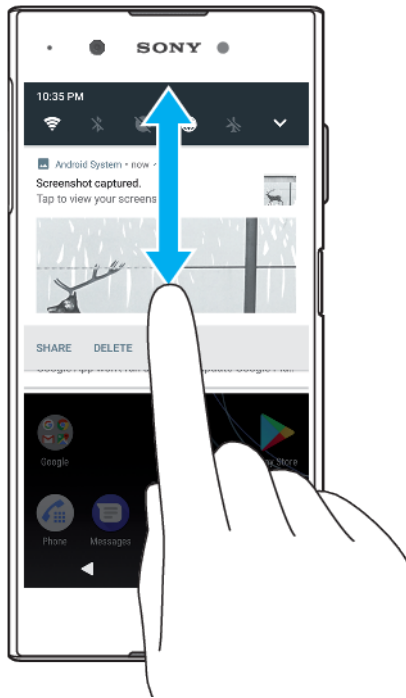 SONY
10:35 PM
Android System • now
Screenshot captured.
Tap to view your screens
SHARE DELETE
Google
Store
Phone Messages